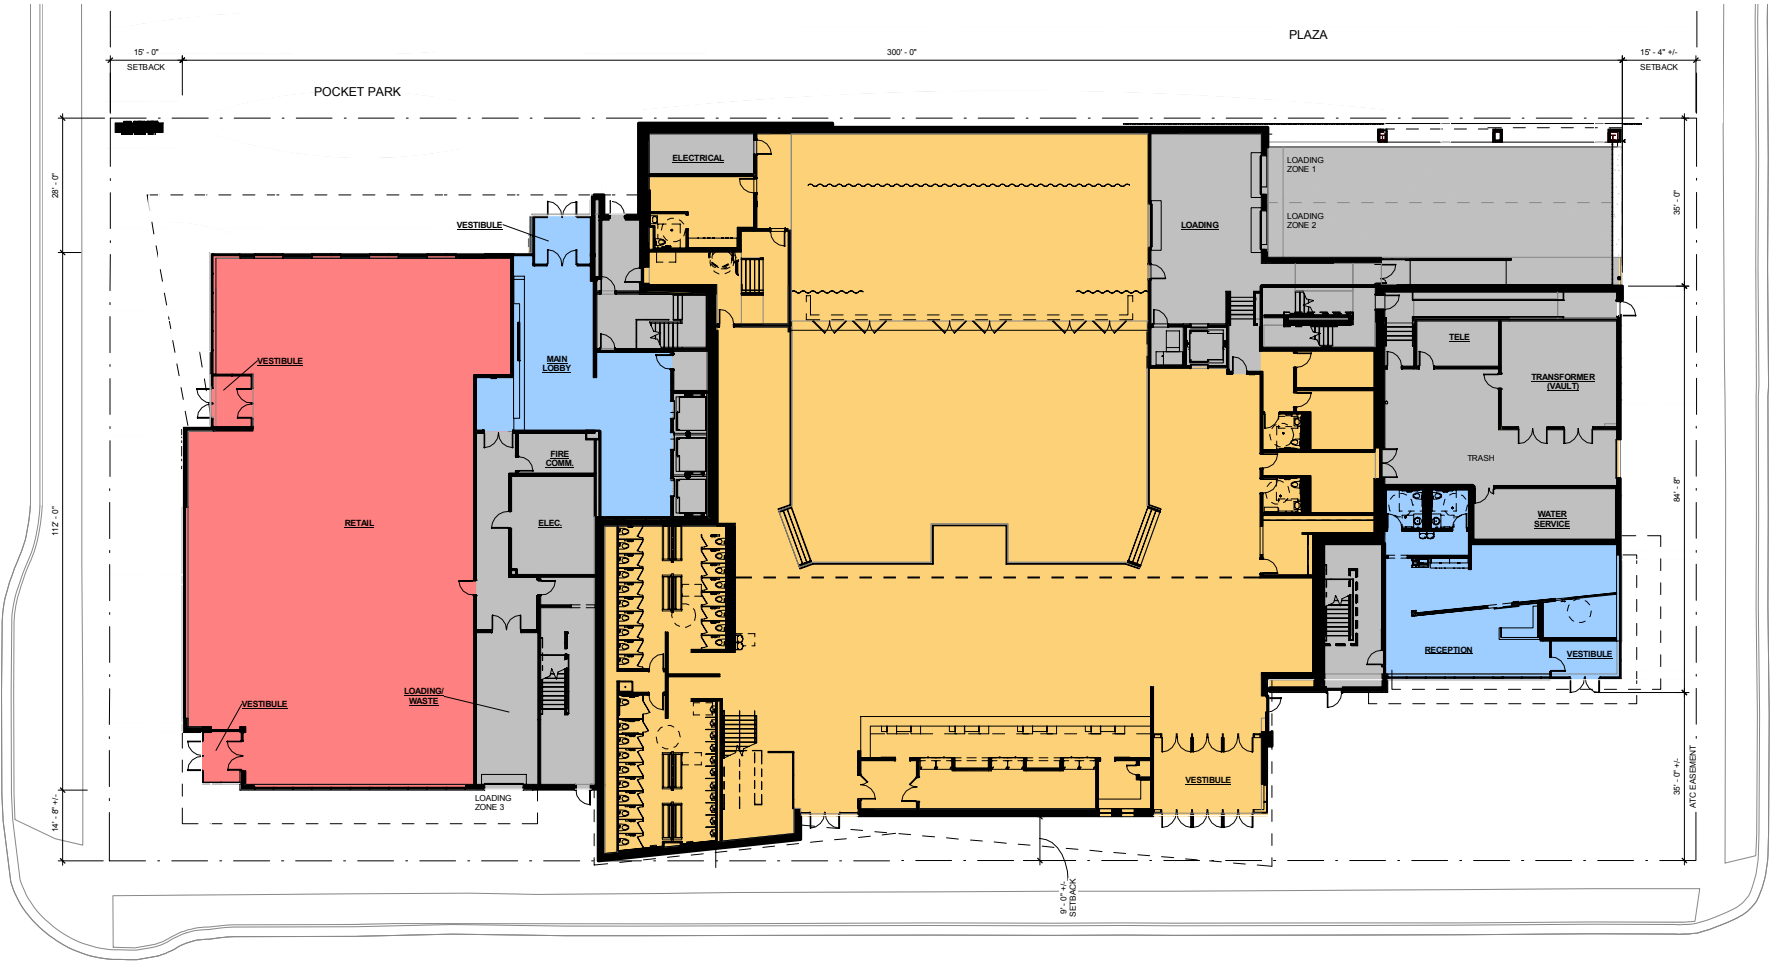 PLAZA
15' - 0"
300' - 0"
15' - 4" +/-
SETBACK
SETBACK
POCKET PARK
28' - 0"
35' - 0"
ELECTRICAL
LOADING
ZONE 1
LOADING
ZONE 2
LOADING
VESTIBULE
MAIN
LOBBY
VESTIBULE
TELE
TRANSFORMER
(VAULT)
FIRE
COMM.
TRASH
112' - 0"
84' - 8"
RETAIL
ELEC.
WATER
SERVICE
RECEPTION
VESTIBULE
LOADING/
WASTE
VESTIBULE
VESTIBULE
LOADING
ZONE 3
14' - 8" +/-
35' - 0" +/-
ATC EASEMENT
9' - 0" +/-
SETBACK